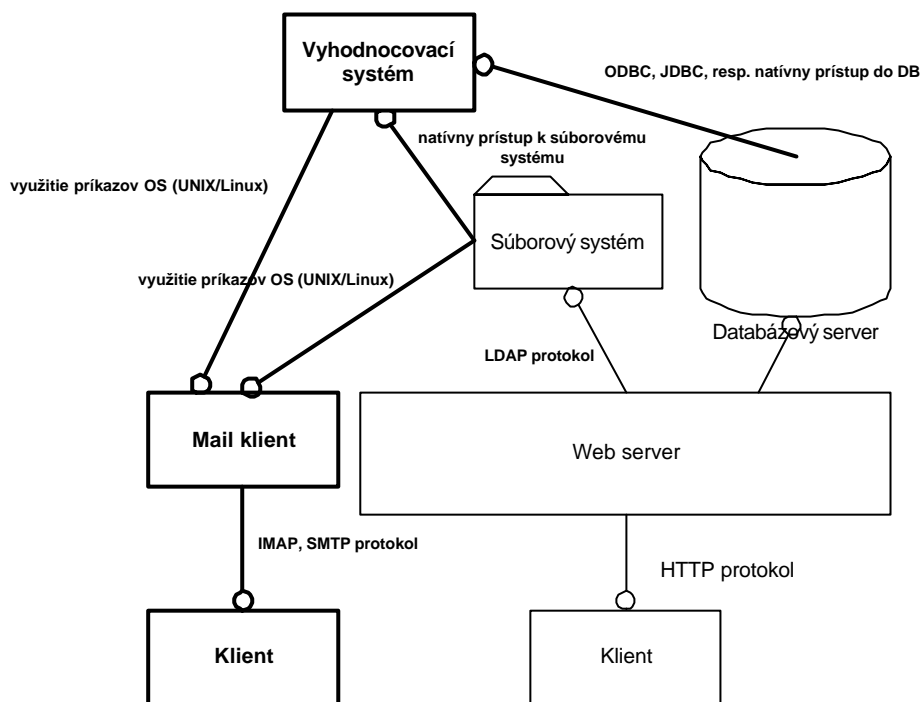 Vyhodnocovací
systém
ODBC, JDBC, resp. natívny prístup do DB
natívny prístup k súborovému
systému
využitie príkazov OS (UNIX/Linux)
Súborový systém
využitie príkazov OS (UNIX/Linux)
Databázový server
LDAP protokol
Mail klient
Web server
IMAP, SMTP protokol
HTTP protokol
Klient
Klient